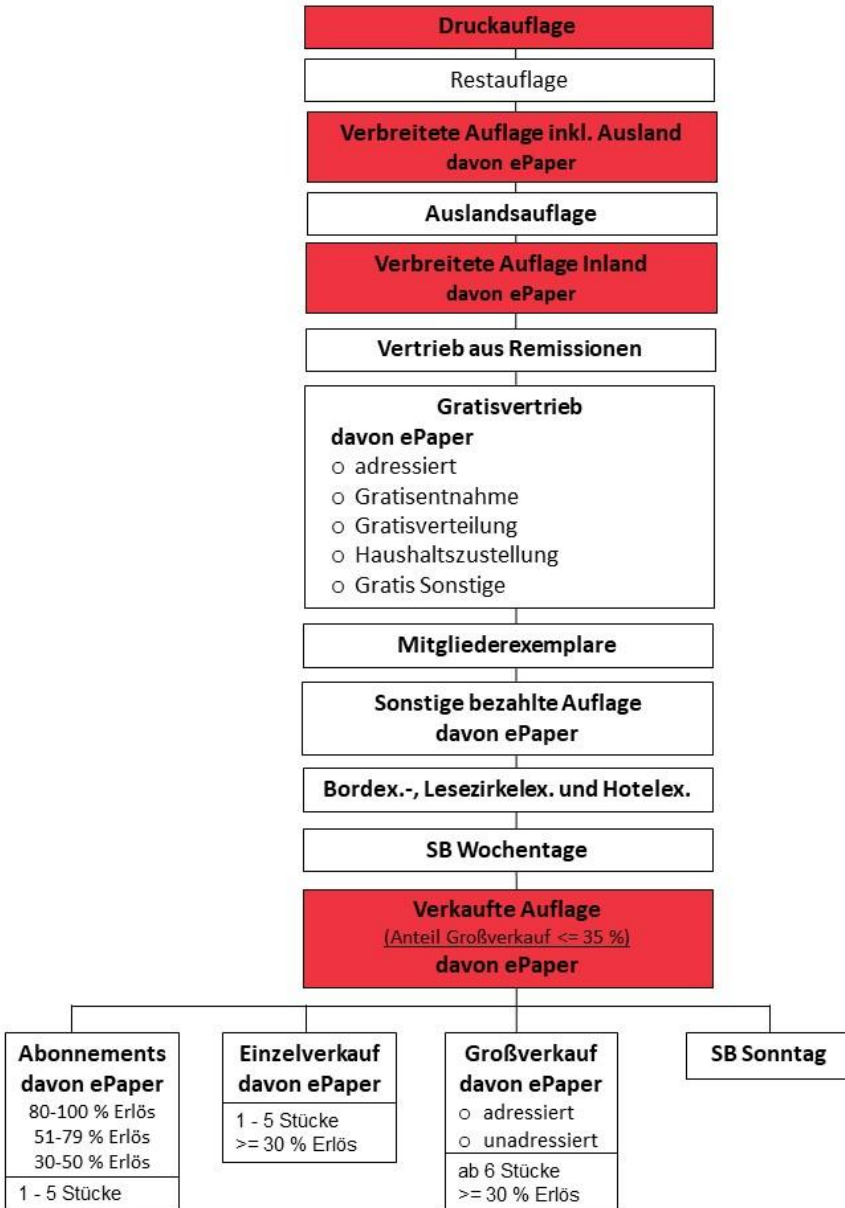 Druckauflage
Restauflage
Verbreitete Auflage inkl. Ausland
davon ePaper
Auslandsauflage
Verbreitete Auflage Inland
davon ePaper
Vertrieb aus Remissionen
Gratisvertrieb
davon ePaper
o adressiert
o Gratisentnahme
o Gratisverteilung
o Haushaltszustellung
o Gratis Sonstige
Mitgliederexemplare
Sonstige bezahlte Auflage
davon ePaper
Bordex.-, Lesezirkelex. und Hotelex.
SB Wochentage
Verkaufte Auflage
(Anteil Großverkauf <= 35 %)
davon ePaper
Abonnements
davon ePaper
80-100 % Erlös
51-79 % Erlös
30-50 % Erlös
1 - 5 Stücke
Einzelverkauf
davon ePaper
1 - 5 Stücke
>= 30 % Erlös
Großverkauf
davon ePaper
o adressiert
o unadressiert
ab 6 Stücke
>= 30 % Erlös
SB Sonntag